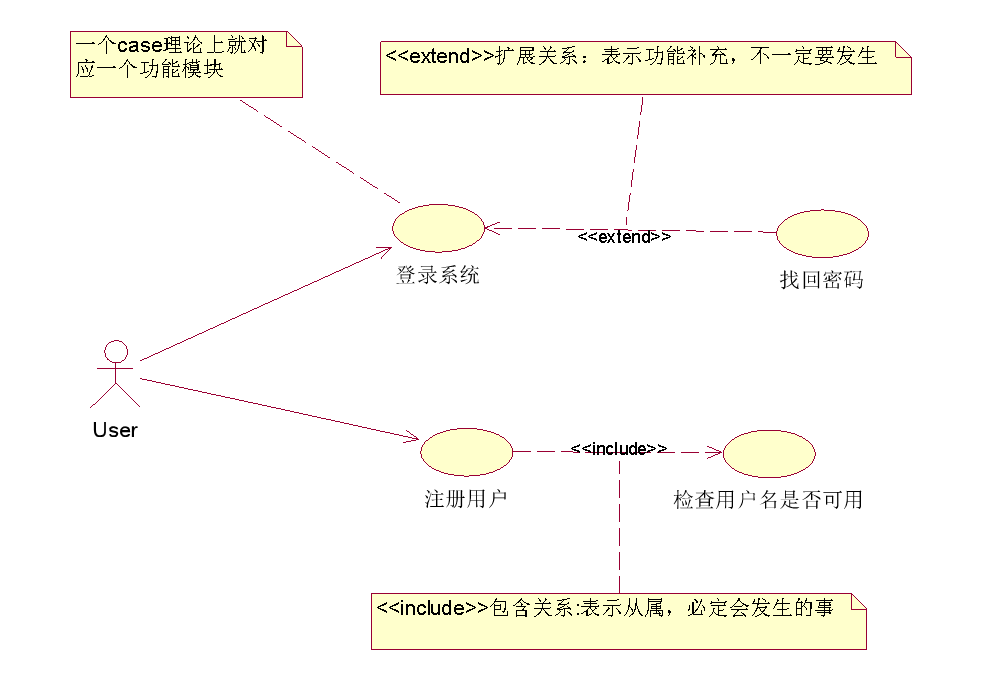 一个case理论上就对
应一个功能模块
<<extend>>扩展关系：表示功能补充，不一定要发生
<<extend>>
登录系统
找回密码
User
<<include>>
注册用户
检查用户名是否可用
<<include>>包含关系:表示从属，必定会发生的事